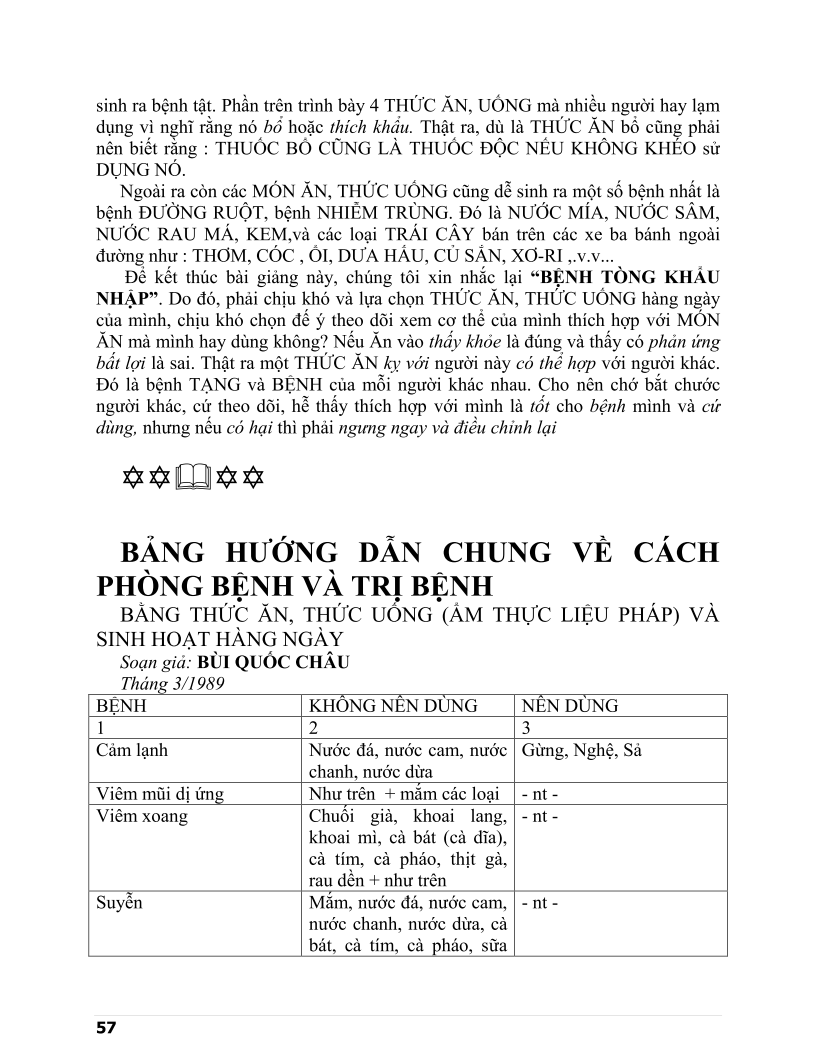 sinh ra bệnh tật. Phần trên trình bày 4 THỨC ĂN, UỐNG mà nhiều người hay lạm
dụng vì nghĩ rằng nó bổ hoặc thích khẩu. Thật ra, dù là THỨC ĂN bổ cũng phải
nên biết rằng : THUỐC BỔ CŨNG LÀ THUỐC ĐỘC NẾU KHÔNG KHÉO sử
DỤNG NÓ.
Ngoài ra còn các MÓN ĂN, THỨC UỐNG cũng dễ sinh ra một số bệnh nhất là
bệnh ĐƯỜNG RUỘT, bệnh NHIỄM TRÙNG. Đó là NƯỚC MÍA, NƯỚC SÂM,
NƯỚC RAU MÁ, KEM,và các loại TRÁI CÂY bán trên các xe ba bánh ngoài
đường như : THƠM, CÓC , ỔI, DƯA HẤU, CỦ SẮN, XƠ-RI ,.v.v...
Để kết thúc bài giảng này, chúng tôi xin nhắc lại “BỆNH TÒNG KHẨU
NHẬP”. Do đó, phải chịu khó và lựa chọn THỨC ĂN, THỨC UỐNG hàng ngày
của mình, chịu khó chọn để ý theo dõi xem cơ thể của mình thích hợp với MÓN
ĂN mà mình hay dùng không? Nếu Ăn vào thấy khỏe là đúng và thấy có phản ứng
bất lợi là sai. Thật ra một THỨC ĂN kỵ với người này có thể hợp với người khác.
Đó là bệnh TẠNG và BỆNH của mỗi người khác nhau. Cho nên chớ bắt chước
người khác, cứ theo dõi, hễ thấy thích hợp với mình là tốt cho bệnh mình và cứ
dùng, nhưng nếu có hại thì phải ngưng ngay và điều chỉnh lại
BẢNG HƯỚNG DẪN CHUNG VỀ CÁCH
PHÒNG BỆNH VÀ TRỊ BỆNH
BẰNG THỨC ĂN, THỨC UỐNG (ẨM THỰC LIỆU PHÁP) VÀ
SINH HOẠT HÀNG NGÀY
Soạn giả: BÙI QUỐC CHÂU
Tháng 3/1989
BỆNH KHÔNG NÊN DÙNG NÊN DÙNG
1 2 3
Cảm lạnh Nước đá, nước cam, nước Gừng, Nghệ, Sả
chanh, nước dừa
Viêm mũi dị ứng Như trên + mắm các loại - nt -
Viêm xoang Chuối già, khoai lang, - nt -
khoai mì, cà bát (cà dĩa),
cà tím, cà pháo, thịt gà,
rau dền + như trên
Suyễn Mắm, nước đá, nước cam, - nt -
nước chanh, nước dừa, cà
bát, cà tím, cà pháo, sữa
57